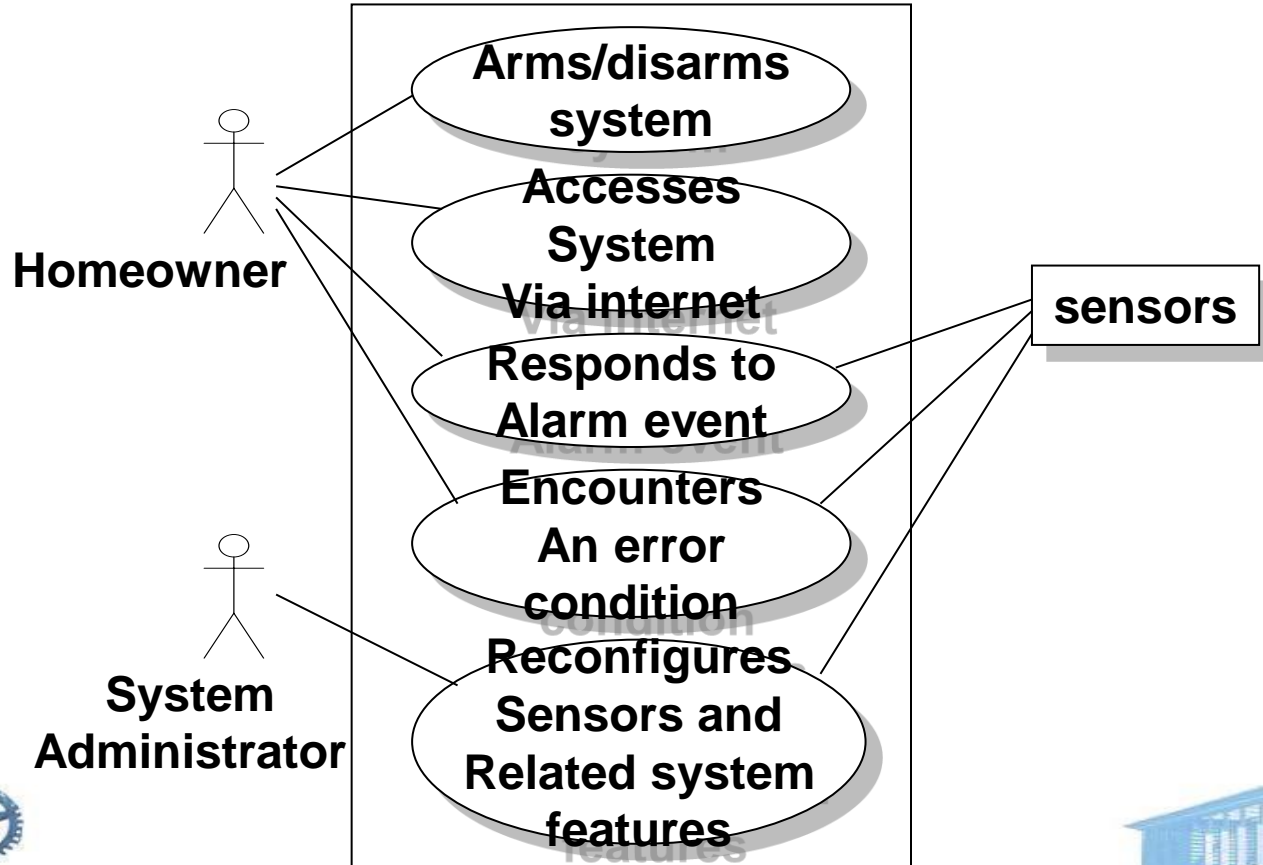 Arms/disarms
system
Accesses
System
Via internet
Homeowner
sensors
Responds to
Alarm event
Encounters
An error
condition
Reconfigures
Sensors and
Related system
features
System
Administrator